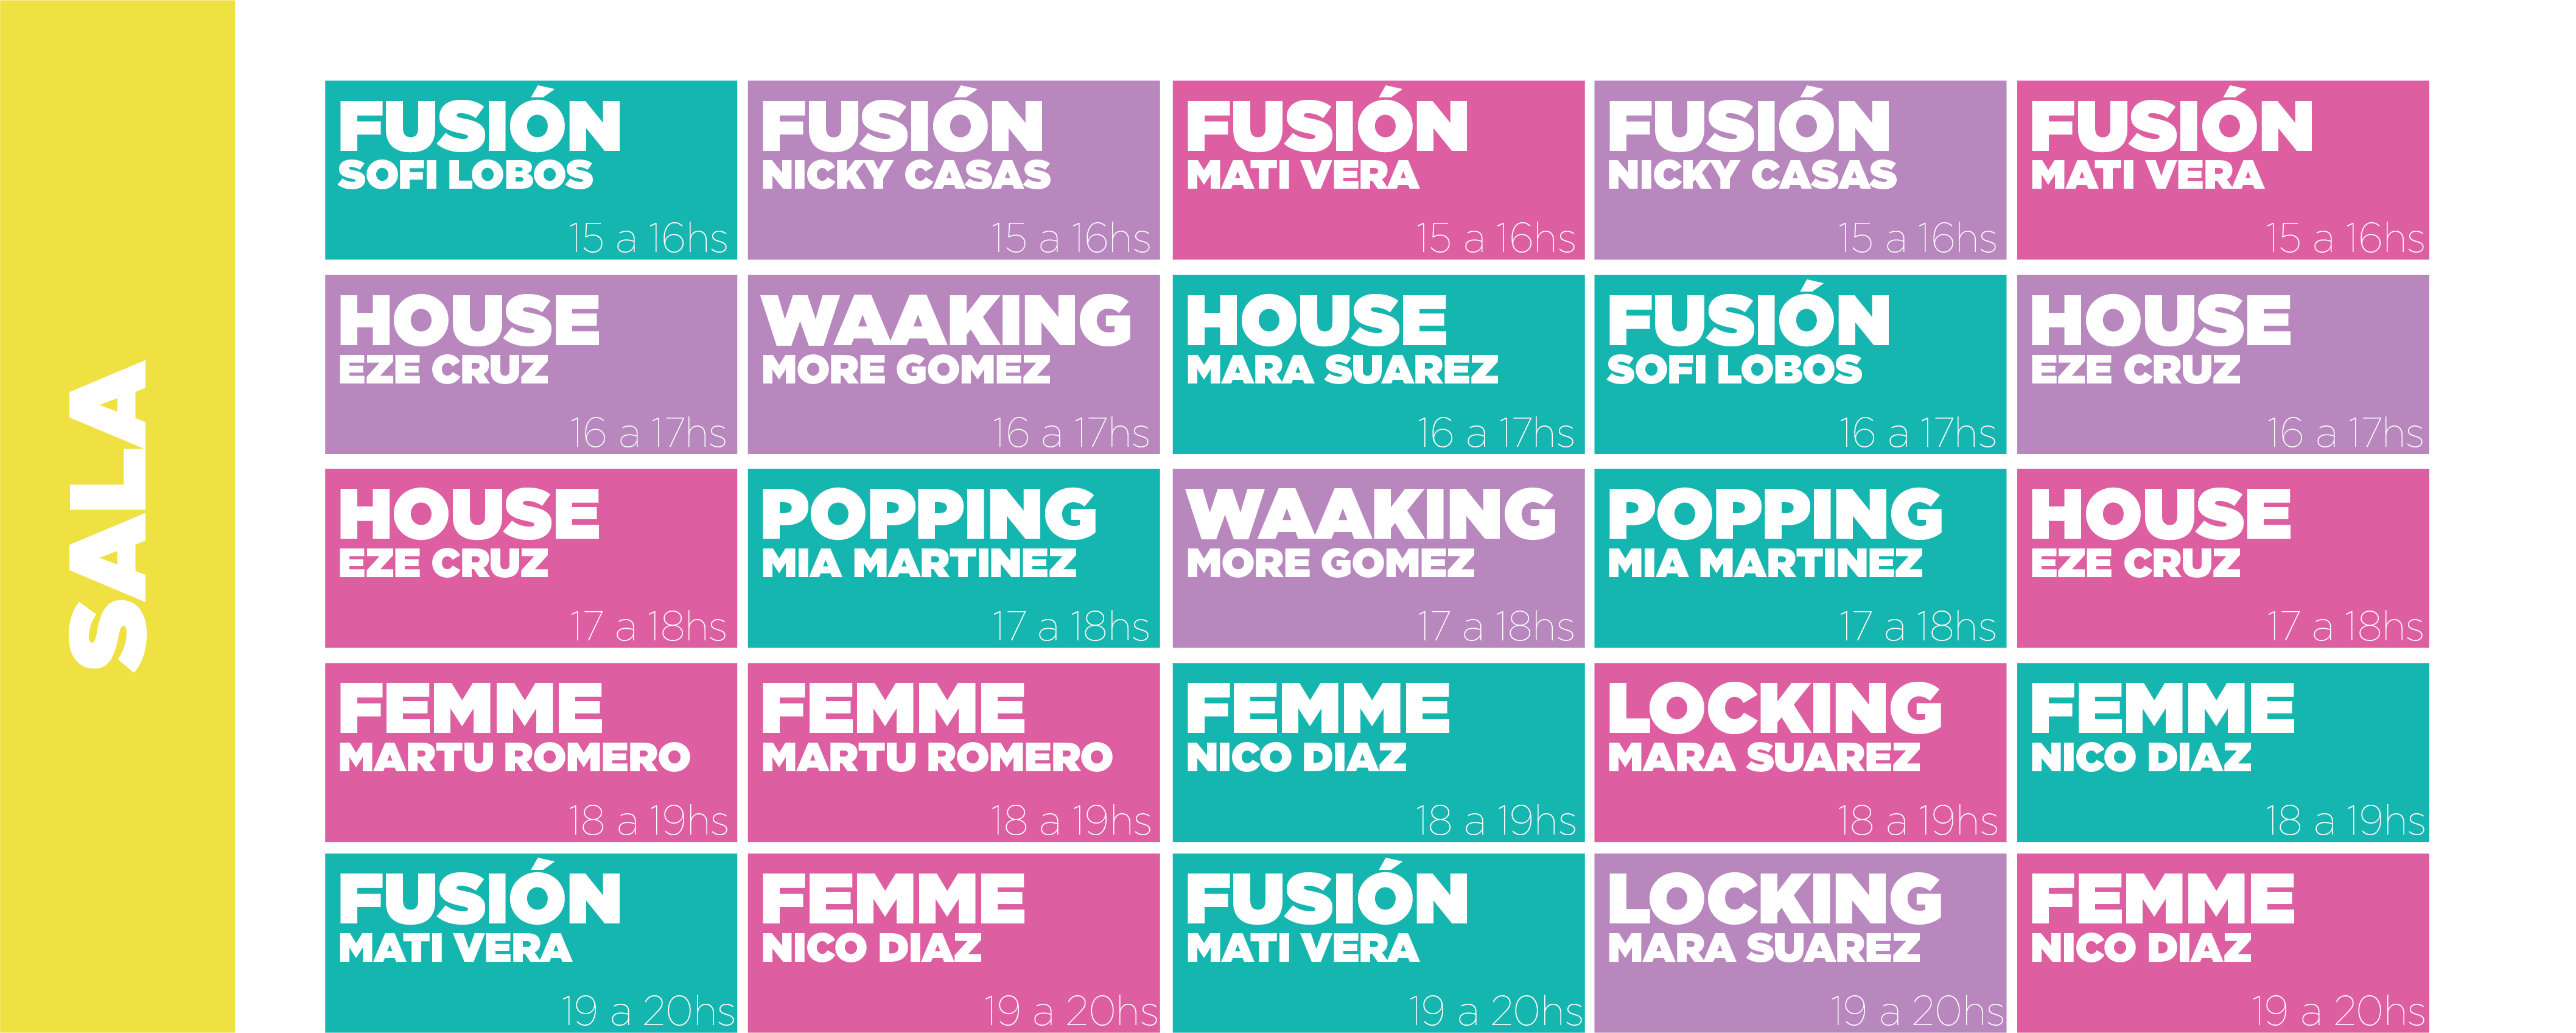 SALA
FUSIÓN
SOFI LOBOS
15 a 16hs
FUSIÓN
NICKY CASAS
15 a 16hs
FUSIÓN
MATI VERA
15 a 16hs
FUSIÓN
NICKY CASAS
15 a 16hs
FUSIÓN
MATI VERA
15 a 16hs
HOUSE
EZE CRUZ
16 a 17hs
WAAKING
MORE GOMEZ
16 a 17hs
HOUSE
MARA SUAREZ
16 a 17hs
FUSIÓN
SOFI LOBOS
16 a 17hs
HOUSE
EZE CRUZ
16 a 17hs
HOUSE
EZE CRUZ
17 a 18hs
POPPING
MIA MARTINEZ
17 a 18hs
WAAKING
MORE GOMEZ
17 a 18hs
POPPING
MIA MARTINEZ
17 a 18hs
HOUSE
EZE CRUZ
17 a 18hs
FEMME
MARTU ROMERO
18 a 19hs
FEMME
MARTU ROMERO
18 a 19hs
FEMME
NICO DIAZ
18 a 19hs
LOCKING
MARA SUAREZ
18 a 19hs
FEMME
NICO DIAZ
18 a 19hs
FUSIÓN
MATI VERA
19 a 20hs
FEMME
NICO DIAZ
19 a 20hs
FUSIÓN
MATI VERA
19 a 20hs
LOCKING
MARA SUAREZ
19 a 20hs
FEMME
NICO DIAZ
19 a 20hs